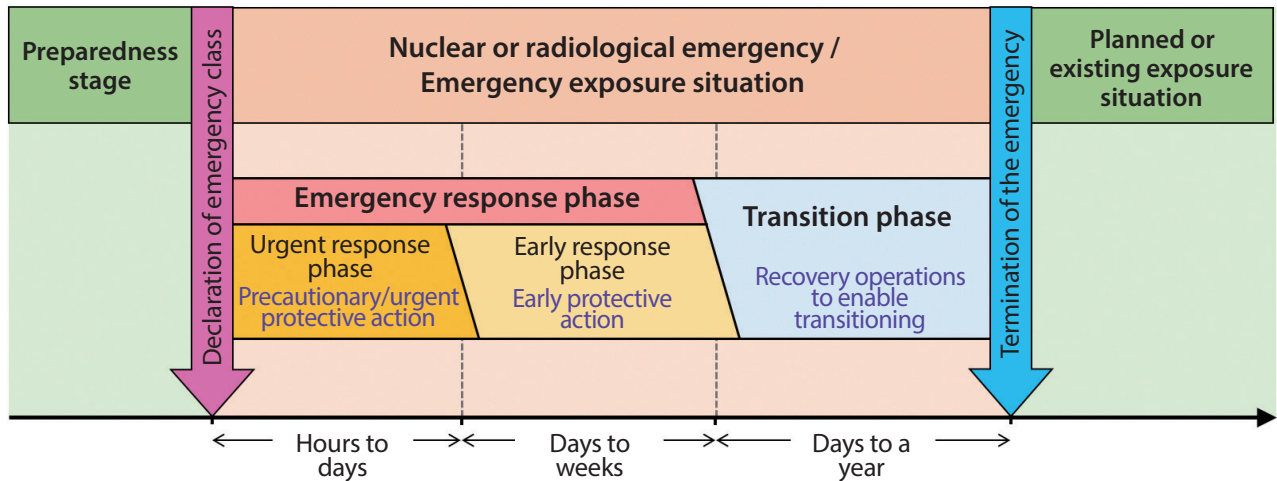 Preparedness
stage
Declaration of emergency class
Nuclear or radiological emergency /
Emergency exposure situation
Termination of the emergency
Planned or
existing exposure
situation
Emergency response phase
Urgent response
phase
Precautionary/urgent
protective action
Early response
phase
Early protective
action
Transition phase
Recovery operations
to enable
transitioning
Hours to
days
Days to
weeks
Days to a
year